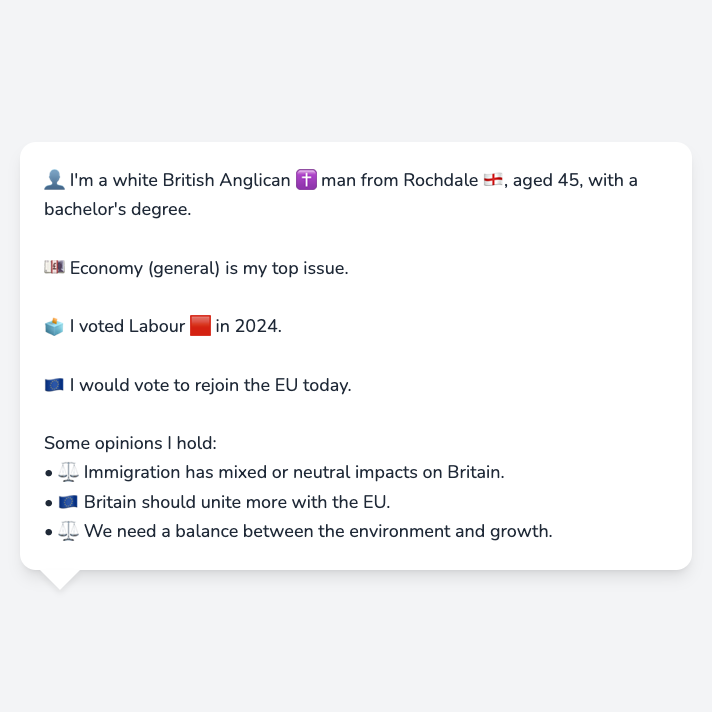 👤 I'm a white British Anglican ✝️ man from Rochdale 🏴󠁧󠁢󠁥󠁮󠁧󠁿, aged 45, with a
bachelor's degree.
💷 Economy (general) is my top issue.
🗳️ I voted Labour 🟥 in 2024.
🇪🇺 I would vote to rejoin the EU today.
Some opinions I hold:
• ⚖️ Immigration has mixed or neutral impacts on Britain.
• 🇪🇺 Britain should unite more with the EU.
• ⚖️ We need a balance between the environment and growth.